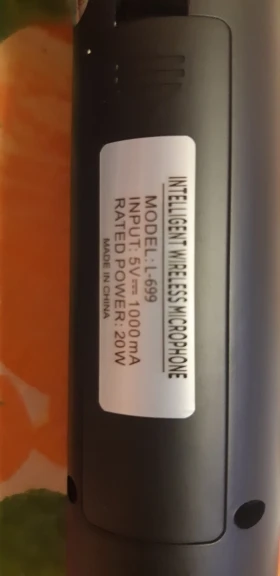 INTELLIGENT WIRELESS MICROPHONE
MODEL: L-699
INPUT: 5V⎓1000mA
RATED POWER: 20W
MADE IN CHINA